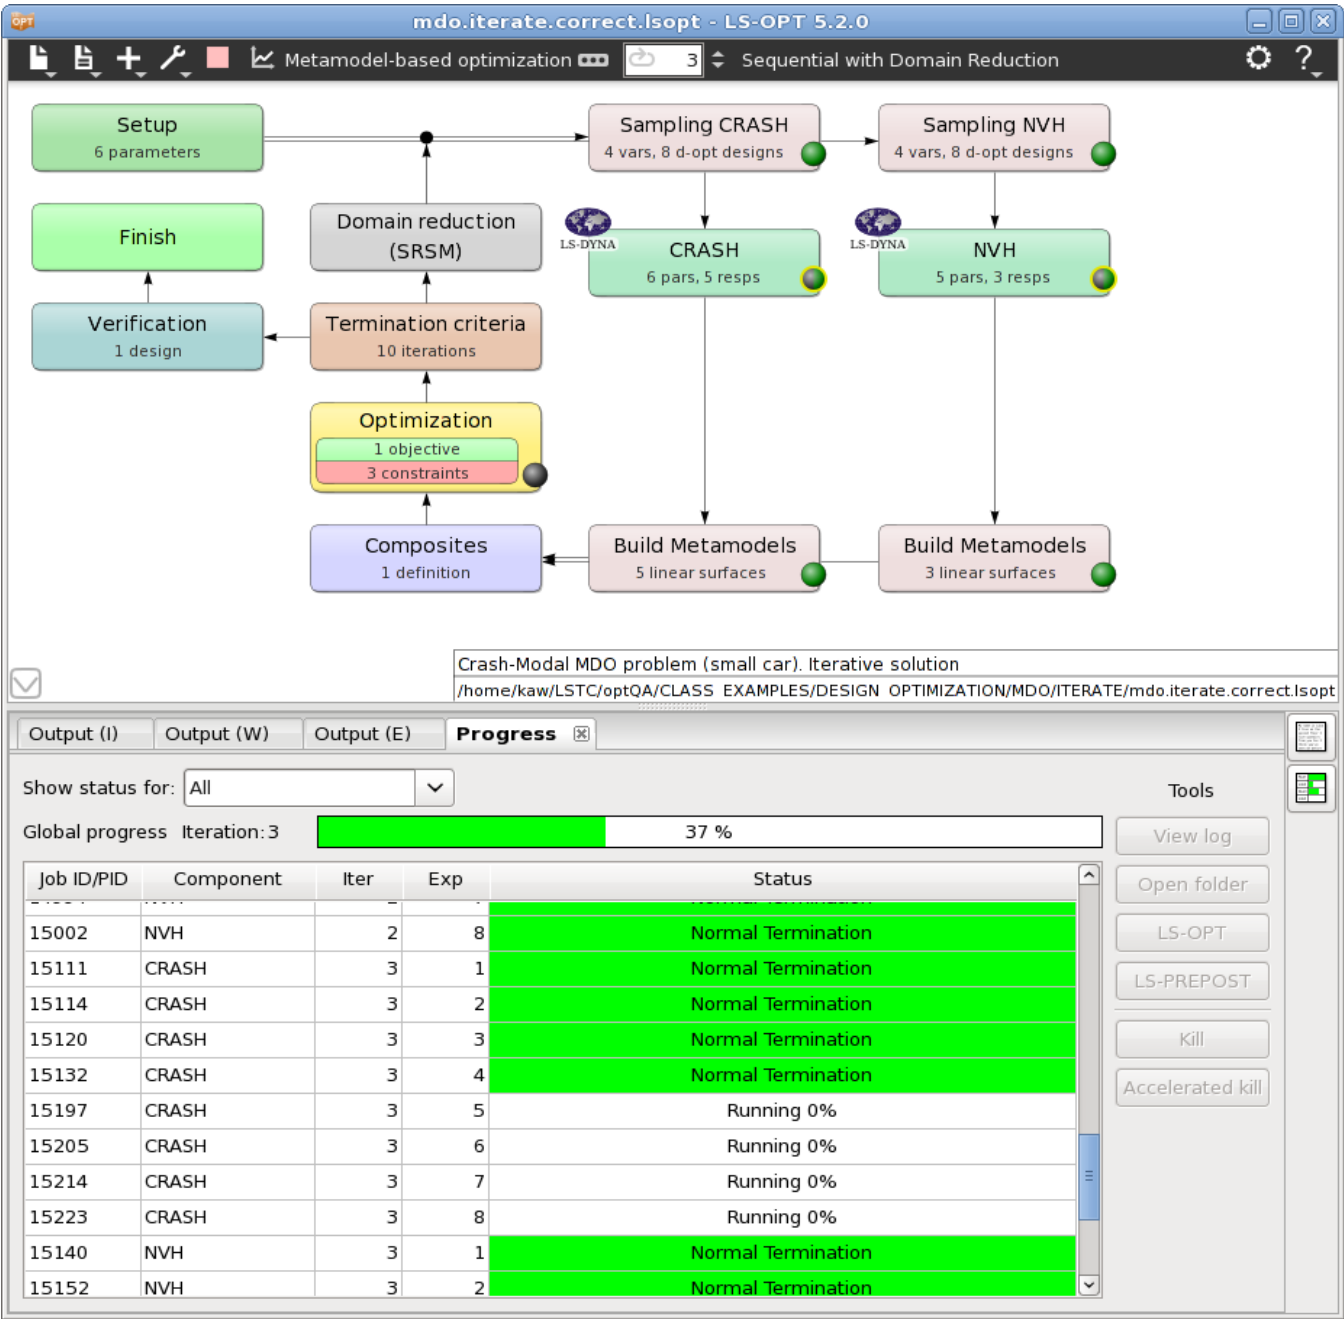 OPT
mdo.iterate.correct.lsopt - LS-OPT 5.2.0
Metamodel-based optimization
3
Sequential with Domain Reduction
?
Setup
6 parameters
Sampling CRASH
4 vars, 8 d-opt designs
Sampling NVH
4 vars, 8 d-opt designs
Finish
Domain reduction
(SRSM)
LS-DYNA
CRASH
6 pars, 5 resps
LS-DYNA
NVH
5 pars, 3 resps
Verification
1 design
Termination criteria
10 iterations
Optimization
1 objective
3 constraints
Composites
1 definition
Build Metamodels
5 linear surfaces
Build Metamodels
3 linear surfaces
Crash-Modal MDO problem (small car). Iterative solution
/home/kaw/LSTC/optQA/CLASS_EXAMPLES/DESIGN_OPTIMIZATION/MDO/ITERATE/mdo.iterate.correct.lsopt
Output (I) Output (W) Output (E) Progress
Show status for: All
Tools
Global progress Iteration: 3 37 %
View log
Open folder
LS-OPT
LS-PREPOST
Kill
Accelerated kill
Job ID/PID Component Iter Exp Status
15002 NVH 2 8 Normal Termination
15111 CRASH 3 1 Normal Termination
15114 CRASH 3 2 Normal Termination
15120 CRASH 3 3 Normal Termination
15132 CRASH 3 4 Normal Termination
15197 CRASH 3 5 Running 0%
15205 CRASH 3 6 Running 0%
15214 CRASH 3 7 Running 0%
15223 CRASH 3 8 Running 0%
15140 NVH 3 1 Normal Termination
15152 NVH 3 2 Normal Termination